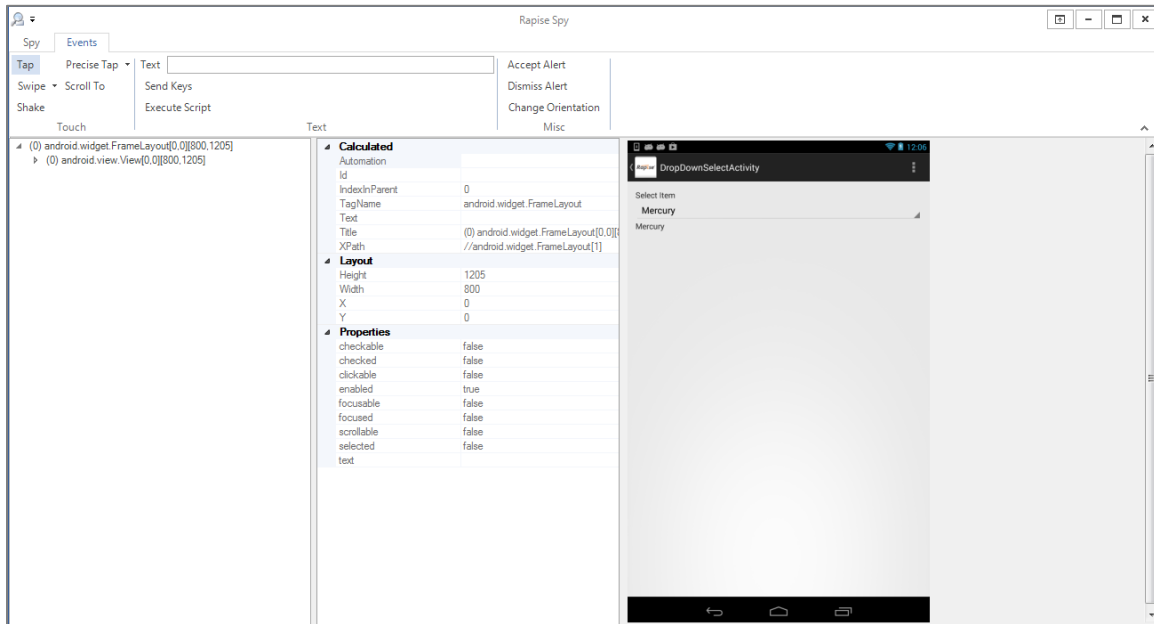 Rapise Spy
Spy Events
Tap Precise Tap Text Accept Alert
Swipe Scroll To Send Keys Dismiss Alert
Shake Execute Script Change Orientation
Touch Text Misc
(0) android.widget.FrameLayout[0,0][800,1205]
(0) android.view.View[0,0][800,1205]
Calculated
Automation
Id
IndexInParent 0
TagName android.widget.FrameLayout
Text
Title (0) android.widget.FrameLayout[0,0][8
XPath //android.widget.FrameLayout[1]
Layout
Height 1205
Width 800
X 0
Y 0
Properties
checkable false
checked false
clickable false
enabled true
focusable false
focused false
scrollable false
selected false
text
12:06
Rapise DropDownSelectActivity
Select Item
Mercury
Mercury